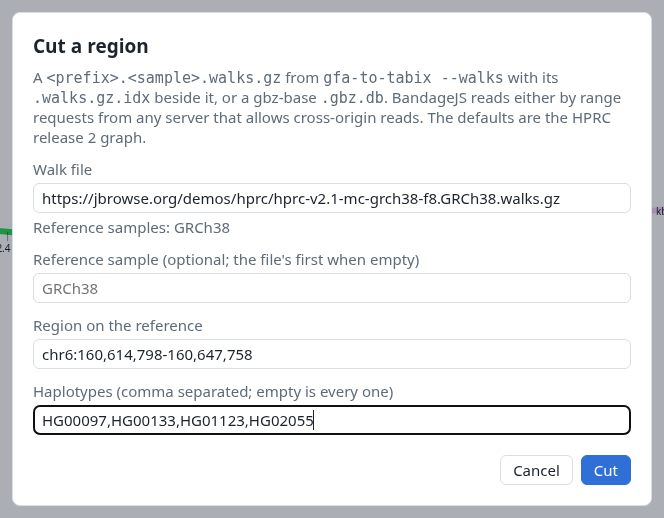 Cut a region
A <prefix>.<sample>.walks.gz from gfa-to-tabix --walks with its
.walks.gz.idx beside it, or a gbz-base .gbz.db. BandageJS reads either by range
requests from any server that allows cross-origin reads. The defaults are the HPRC
release 2 graph.
Walk file
https://jbrowse.org/demos/hprc/hprc-v2.1-mc-grch38-f8.GRCh38.walks.gz
Reference samples: GRCh38
Reference sample (optional; the file's first when empty)
GRCh38
Region on the reference
chr6:160,614,798-160,647,758
Haplotypes (comma separated; empty is every one)
HG00097,HG00133,HG01123,HG02055
Cancel Cut